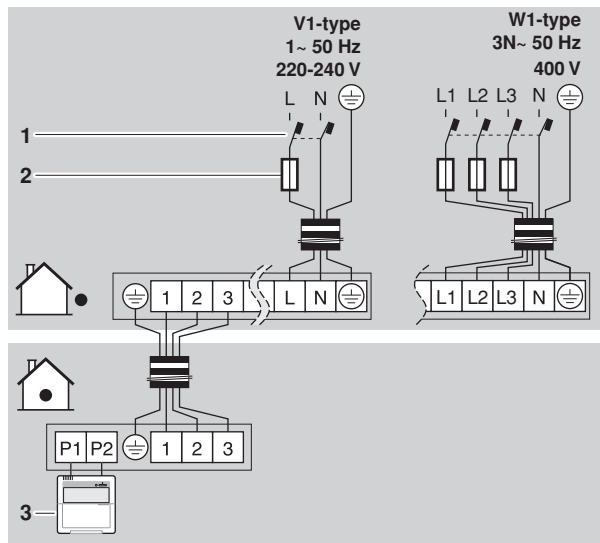 V1-type
1~ 50 Hz
220-240 V
W1-type
3N~ 50 Hz
400 V
L N
L1 L2 L3 N
1
2
1 2 3 L N
L1 L2 L3 N
P1 P2 1 2 3
3